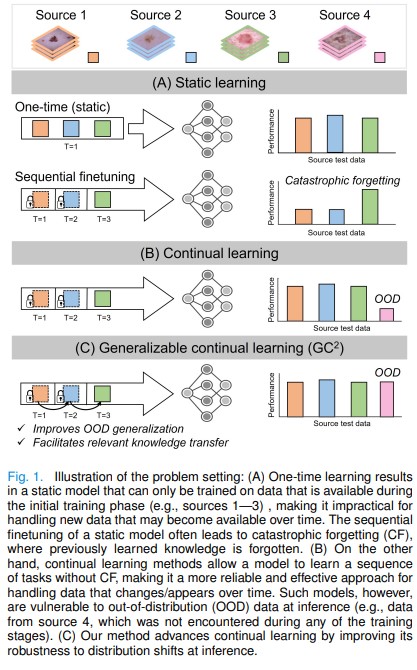 Source 1 Source 2 Source 3 Source 4
(A) Static learning
One-time (static)
T=1
Performance
Source test data
Sequential finetuning
T=1 T=2 T=3
Catastrophic forgetting
Performance
Source test data
(B) Continual learning
T=1 T=2 T=3
Performance
OOD
Source test data
(C) Generalizable continual learning (GC²)
T=1 T=2 T=3
Performance
OOD
Source test data
✓ Improves OOD generalization
✓ Facilitates relevant knowledge transfer
Fig. 1. Illustration of the problem setting: (A) One-time learning results
in a static model that can only be trained on data that is available during
the initial training phase (e.g., sources 1—3) , making it impractical for
handling new data that may become available over time. The sequential
finetuning of a static model often leads to catastrophic forgetting (CF),
where previously learned knowledge is forgotten. (B) On the other
hand, continual learning methods allow a model to learn a sequence
of tasks without CF, making it a more reliable and effective approach for
handling data that changes/appears over time. Such models, however,
are vulnerable to out-of-distribution (OOD) data at inference (e.g., data
from source 4, which was not encountered during any of the training
stages). (C) Our method advances continual learning by improving its
robustness to distribution shifts at inference.